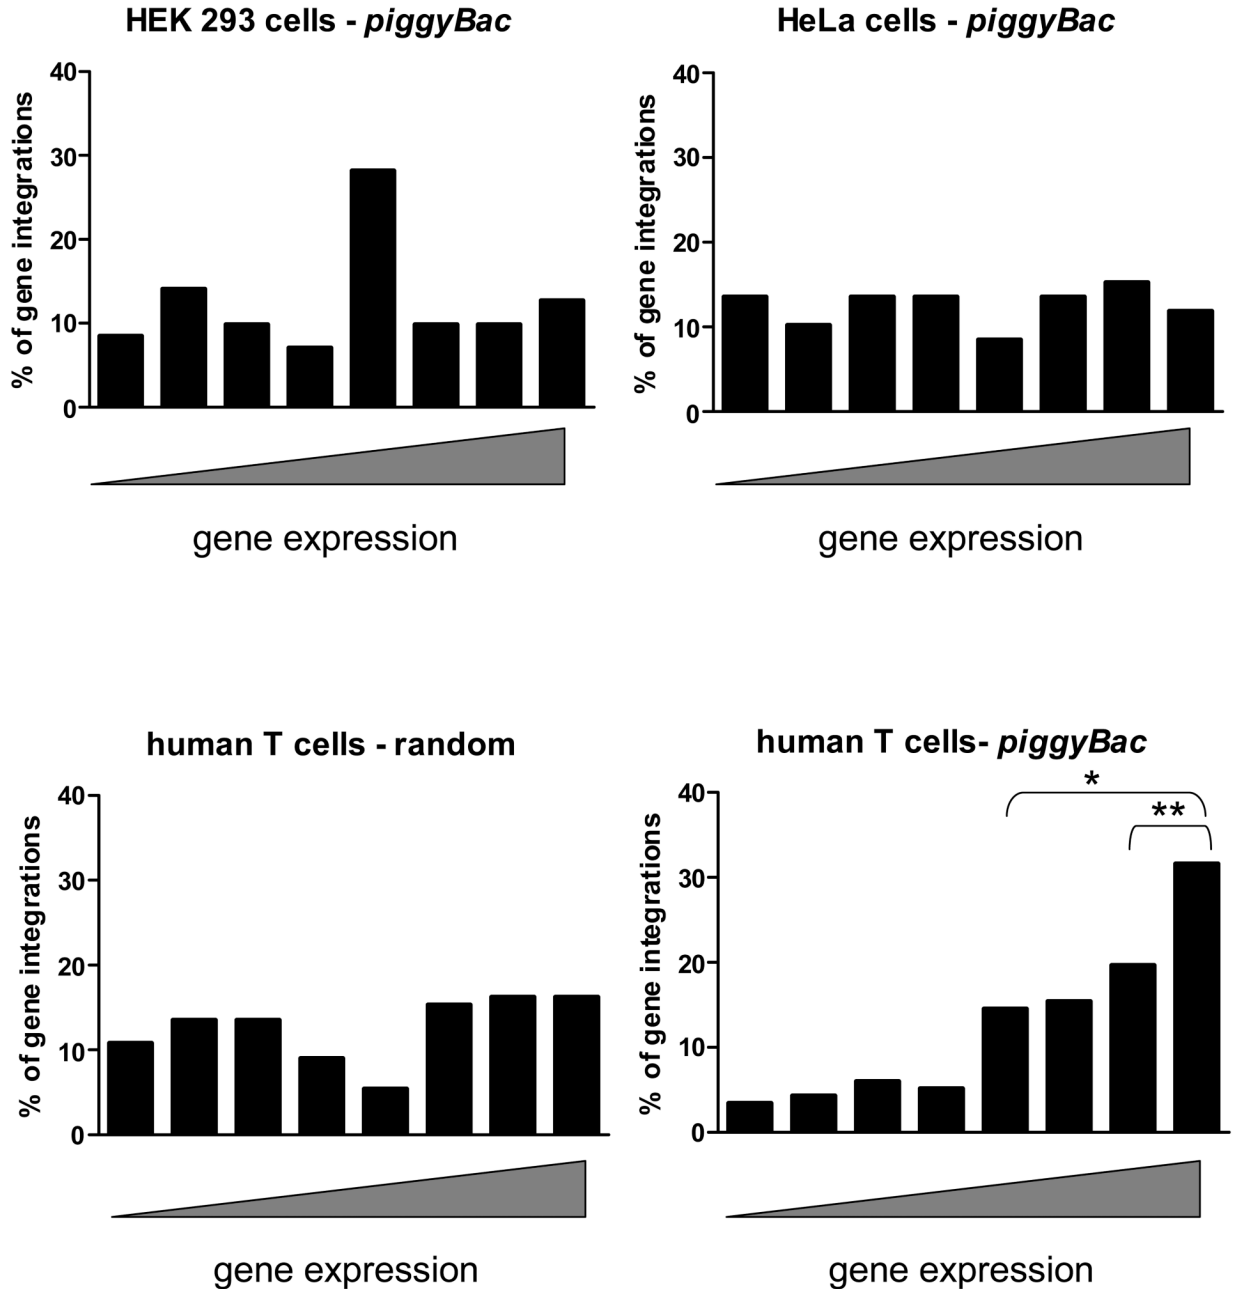 HEK 293 cells - piggyBac
% of gene integrations
40
30
20
10
0
gene expression
HeLa cells - piggyBac
% of gene integrations
40
30
20
10
0
gene expression
human T cells - random
% of gene integrations
40
30
20
10
0
gene expression
human T cells- piggyBac
% of gene integrations
40
30
20
10
0
*
**
gene expression